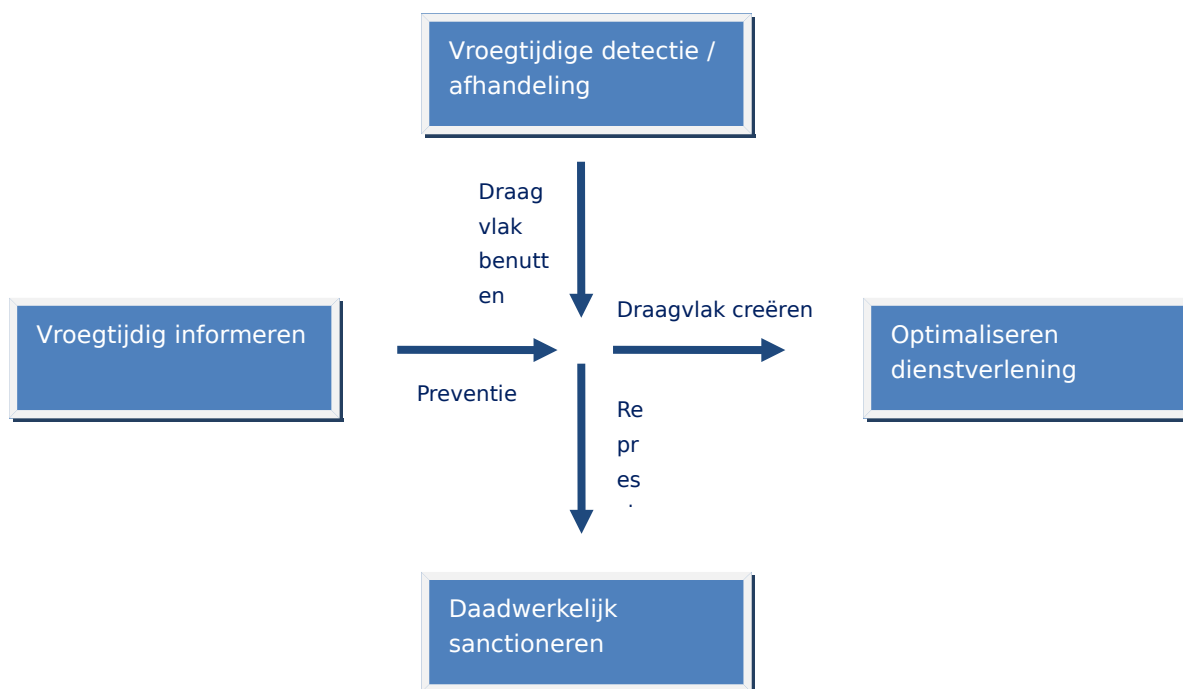 Vroegtijdige detectie /
afhandeling
Draag
vlak
benutt
en
Draagvlak creëren
Vroegtijdig informeren
Optimaliseren
dienstverlening
Preventie
Re
pr
es
Daadwerkelijk
sanctioneren